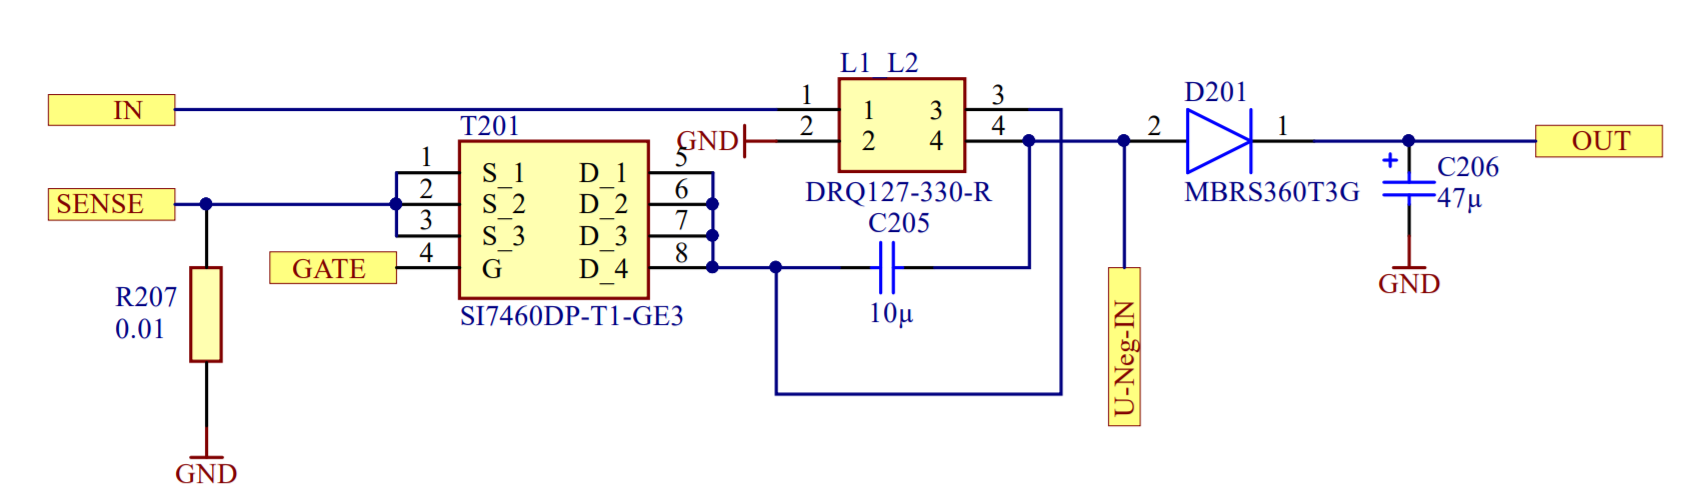 L1 L2
D201
IN
1
1
3
3
2
2
4
4
GND
2
1
OUT
T201
5
1
S_1
D_1
SENSE
2
S_2
D_2
6
3
S_3
D_3
7
GATE
4
G
D_4
8
DRQ127-330-R
MBRS360T3G
+
C206
47μ
C205
10μ
SI7460DP-T1-GE3
R207
0.01
U-Neg-IN
GND
GND